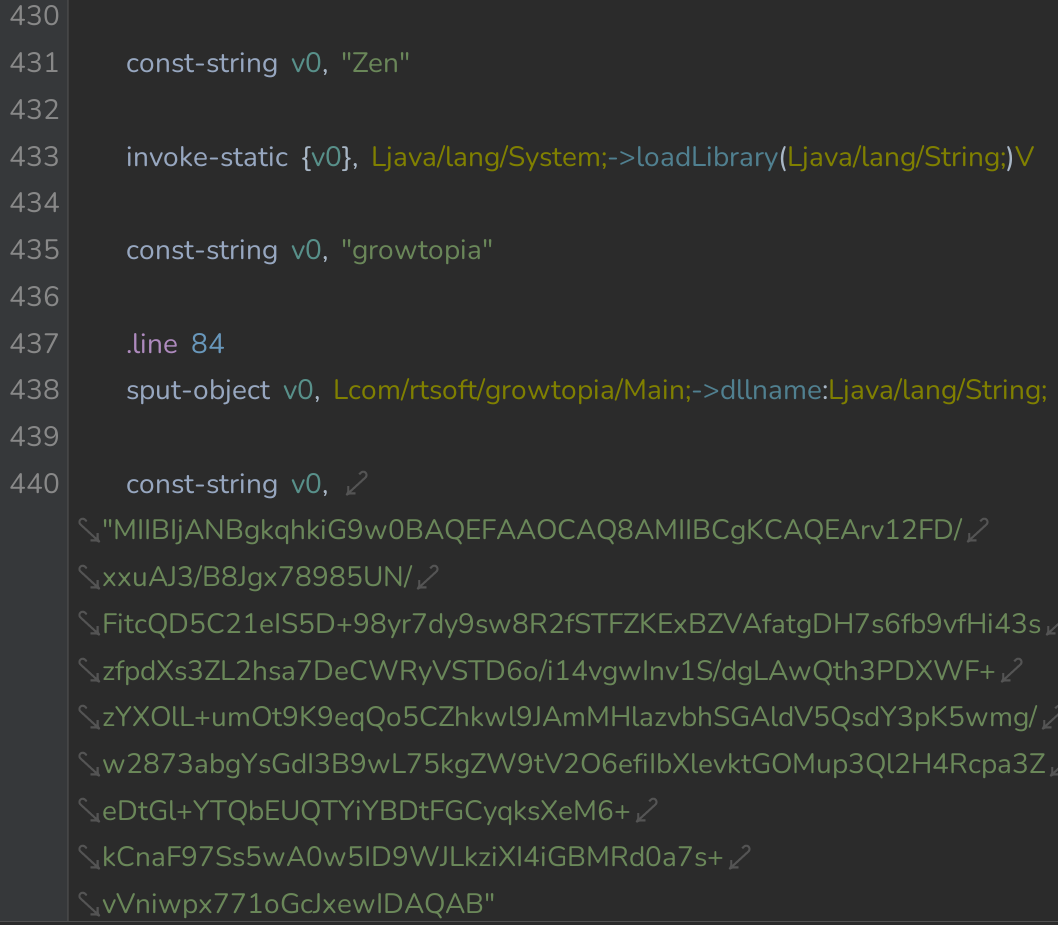 430
431 const-string v0, "Zen"
432
433 invoke-static {v0}, Ljava/lang/System;->loadLibrary(Ljava/lang/String;)V
434
435 const-string v0, "growtopia"
436
437 .line 84
438 sput-object v0, Lcom/rtsoft/growtopia/Main;->dllname:Ljava/lang/String;
439
440 const-string v0,
"MIIBIjANBgkqhkiG9w0BAQEFAAOCAQ8AMIIBCgKCAQEArv12FD/
xxuAJ3/B8Jgx78985UN/
FitcQD5C21eIS5D+98yr7dy9sw8R2fSTFZKExBZVAfatgDH7s6fb9vfHi43s
zfpdXs3ZL2hsa7DeCWRyVSTD6o/i14vgwInv1S/dgLAwQth3PDXWF+
zYXOlL+umOt9K9eqQo5CZhkwl9JAmMHlazvbhSGAldV5QsdY3pK5wmg/
w2873abgYsGdI3B9wL75kgZW9tV2O6efiIbXlevktGOMup3Ql2H4Rcpa3Z
eDtGl+YTQbEUQTYiYBDtFGCyqksXeM6+
kCnaF97Ss5wA0w5ID9WJLkziXI4iGBMRd0a7s+
vVniwpx771oGcJxewIDAQAB"